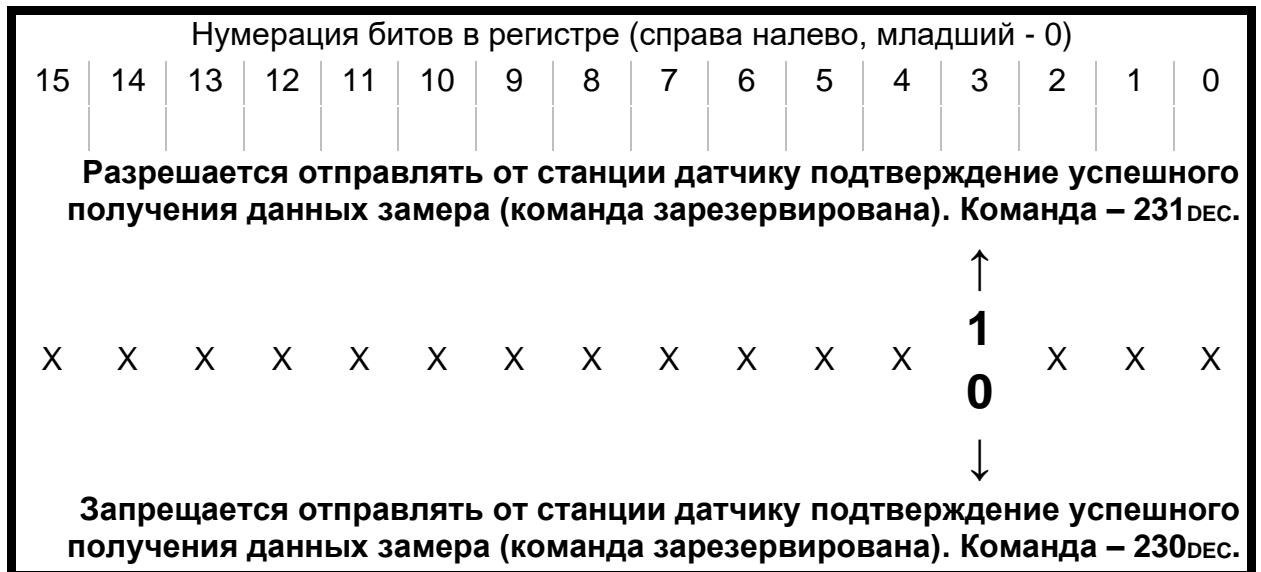 Нумерация битов в регистре (справа налево, младший - 0)
15 14 13 12 11 10 9 8 7 6 5 4 3 2 1 0
Разрешается отправлять от станции датчику подтверждение успешного
получения данных замера (команда зарезервирована). Команда – 231DEC.
↑
1
X X X X X X X X X X X X X X X
0
↓
Запрещается отправлять от станции датчику подтверждение успешного
получения данных замера (команда зарезервирована). Команда – 230DEC.